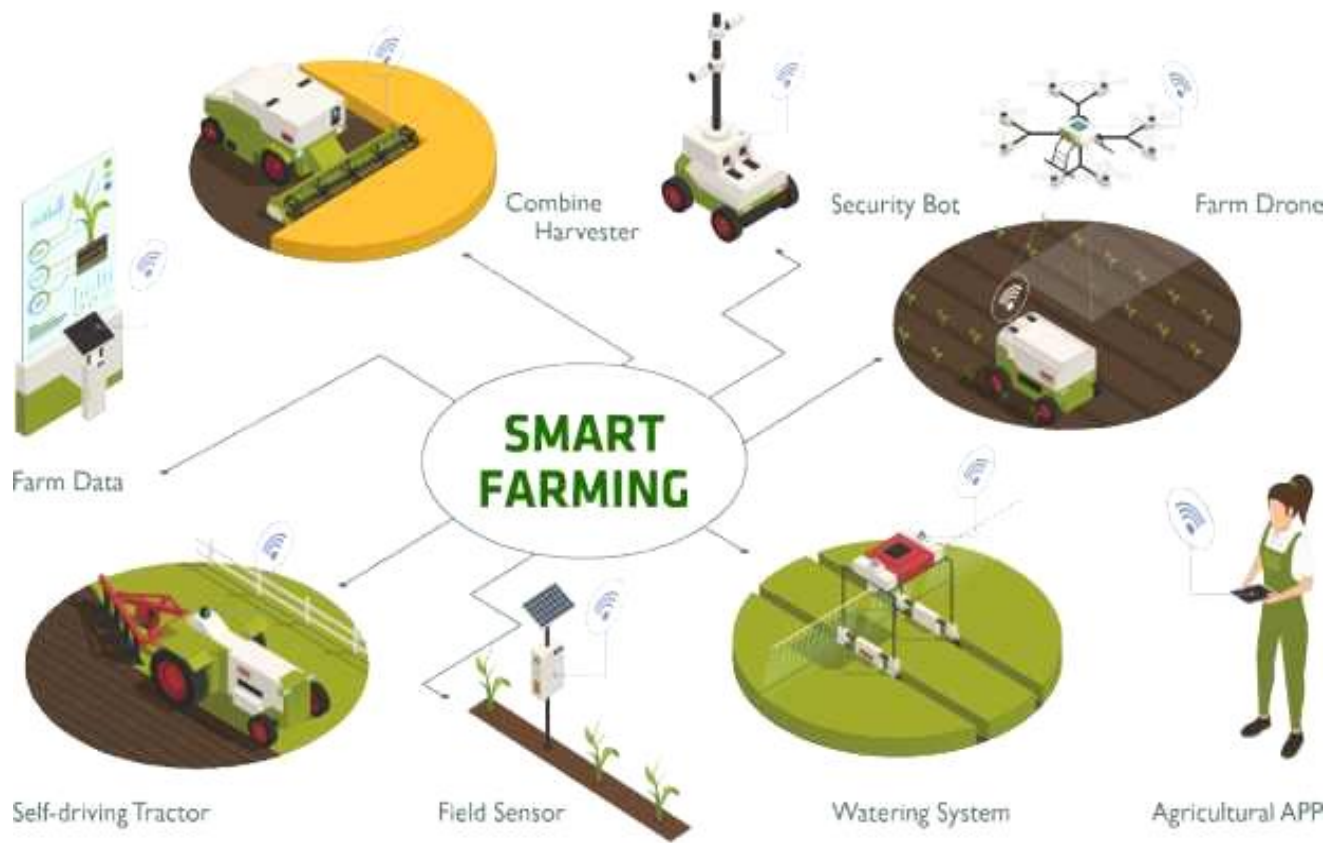 Combine
Harvester
Security Bot
Farm Drone
SMART
FARMING
Farm Data
Self-driving Tractor
Field Sensor
Watering System
Agricultural APP